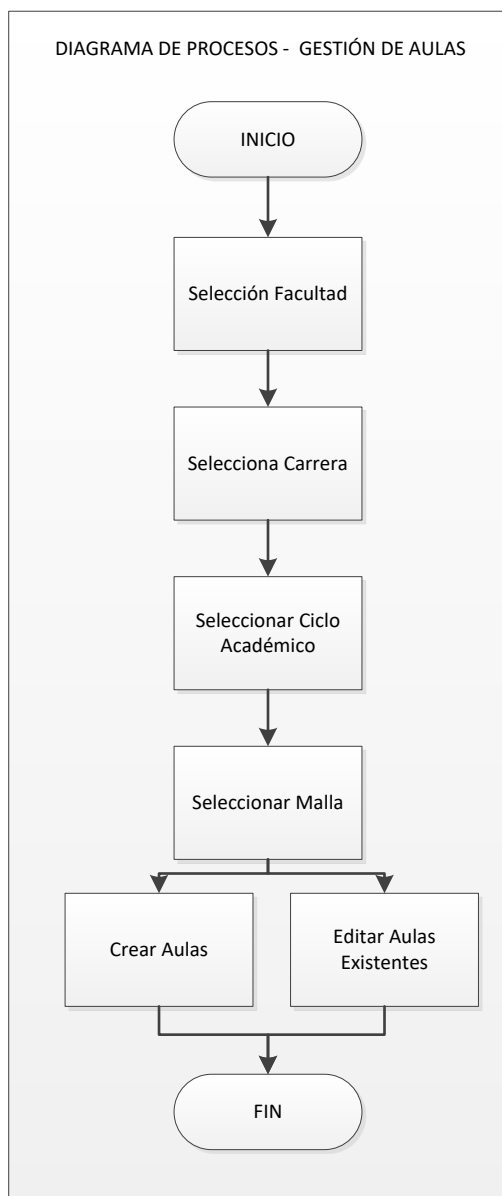 DIAGRAMA DE PROCESOS - GESTIÓN DE AULAS
INICIO
Selección Facultad
Selecciona Carrera
Seleccionar Ciclo
Académico
Seleccionar Malla
Crear Aulas
Editar Aulas
Existentes
FIN